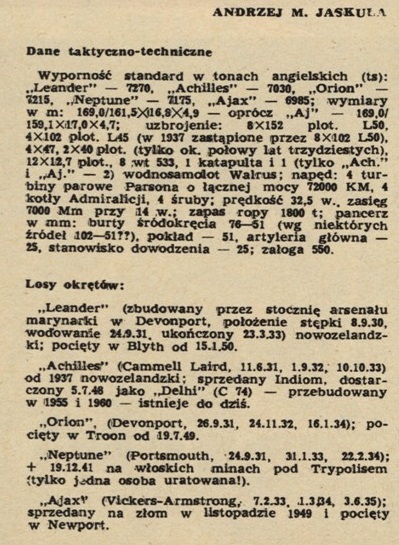 ANDRZEJ M. JASKUŁA
Dane taktyczno-techniczne
Wyporność standard w tonach angielskich (ts):
„Leander” — 7270, „Achilles” — 7030, „Orion” —
7215, „Neptune” — 7175, „Ajax” — 6985; wymiary
w m: 169,0/161,5X16,8X4,9 — oprócz „Aj” — 169,0/
159,1X17,0X4,7; uzbrojenie: 8X152 plot. L50,
4X102 plot. L45 (w 1937 zastąpione przez 8X102 L50),
4X47, 2X40 plot. (tylko ok. połowy lat trzydziestych),
12X12,7 plot., 8 wt 533, 1 katapulta i 1 (tylko „Ach.”
i „Aj.” — 2) wodnosamolot Walrus; napęd: 4 tur-
biny parowe Parsona o łącznej mocy 72000 KM, 4
kotły Admiralicji, 4 śruby; prędkość 32,5 w., zasięg
7000 Mm przy 14 w.; zapas ropy 1800 t; pancerz
w mm: burty śródokręcia 76—51 (wg niektórych
źródeł 102—51??), pokład — 51, artyleria główna —
25, stanowisko dowodzenia — 25; załoga 550.
Losy okrętów:
„Leander” (zbudowany przez stocznię arsenału
marynarki w Devonport, położenie stępki 8.9.30,
wodowanie 24.9.31, ukończony 23.3.33) nowozelandz-
ki; pocięty w Blyth od 15.1.50.
„Achilles” (Cammell Laird, 11.6.31, 1.9.32, 10.10.33)
od 1937 nowozelandzki; sprzedany Indiom, dostar-
czony 5.7.48 jako „Delhi” (C 74) — przebudowany
w 1955 i 1960 — istnieje do dziś.
„Orion”, (Devonport, 26.9.31, 24.11.32, 16.1.34); po-
cięty w Troon od 19.7.49.
„Neptune” (Portsmouth, 24.9.31, 31.1.33, 22.2.34);
+ 19.12.41 na włoskich minach pod Trypolisem
(tylko jedna osoba uratowana!).
„Ajax” (Vickers-Armstrong, 7.2.33, 1.3.34, 3.6.35);
sprzedany na złom w listopadzie 1949 i pocięty
w Newport.